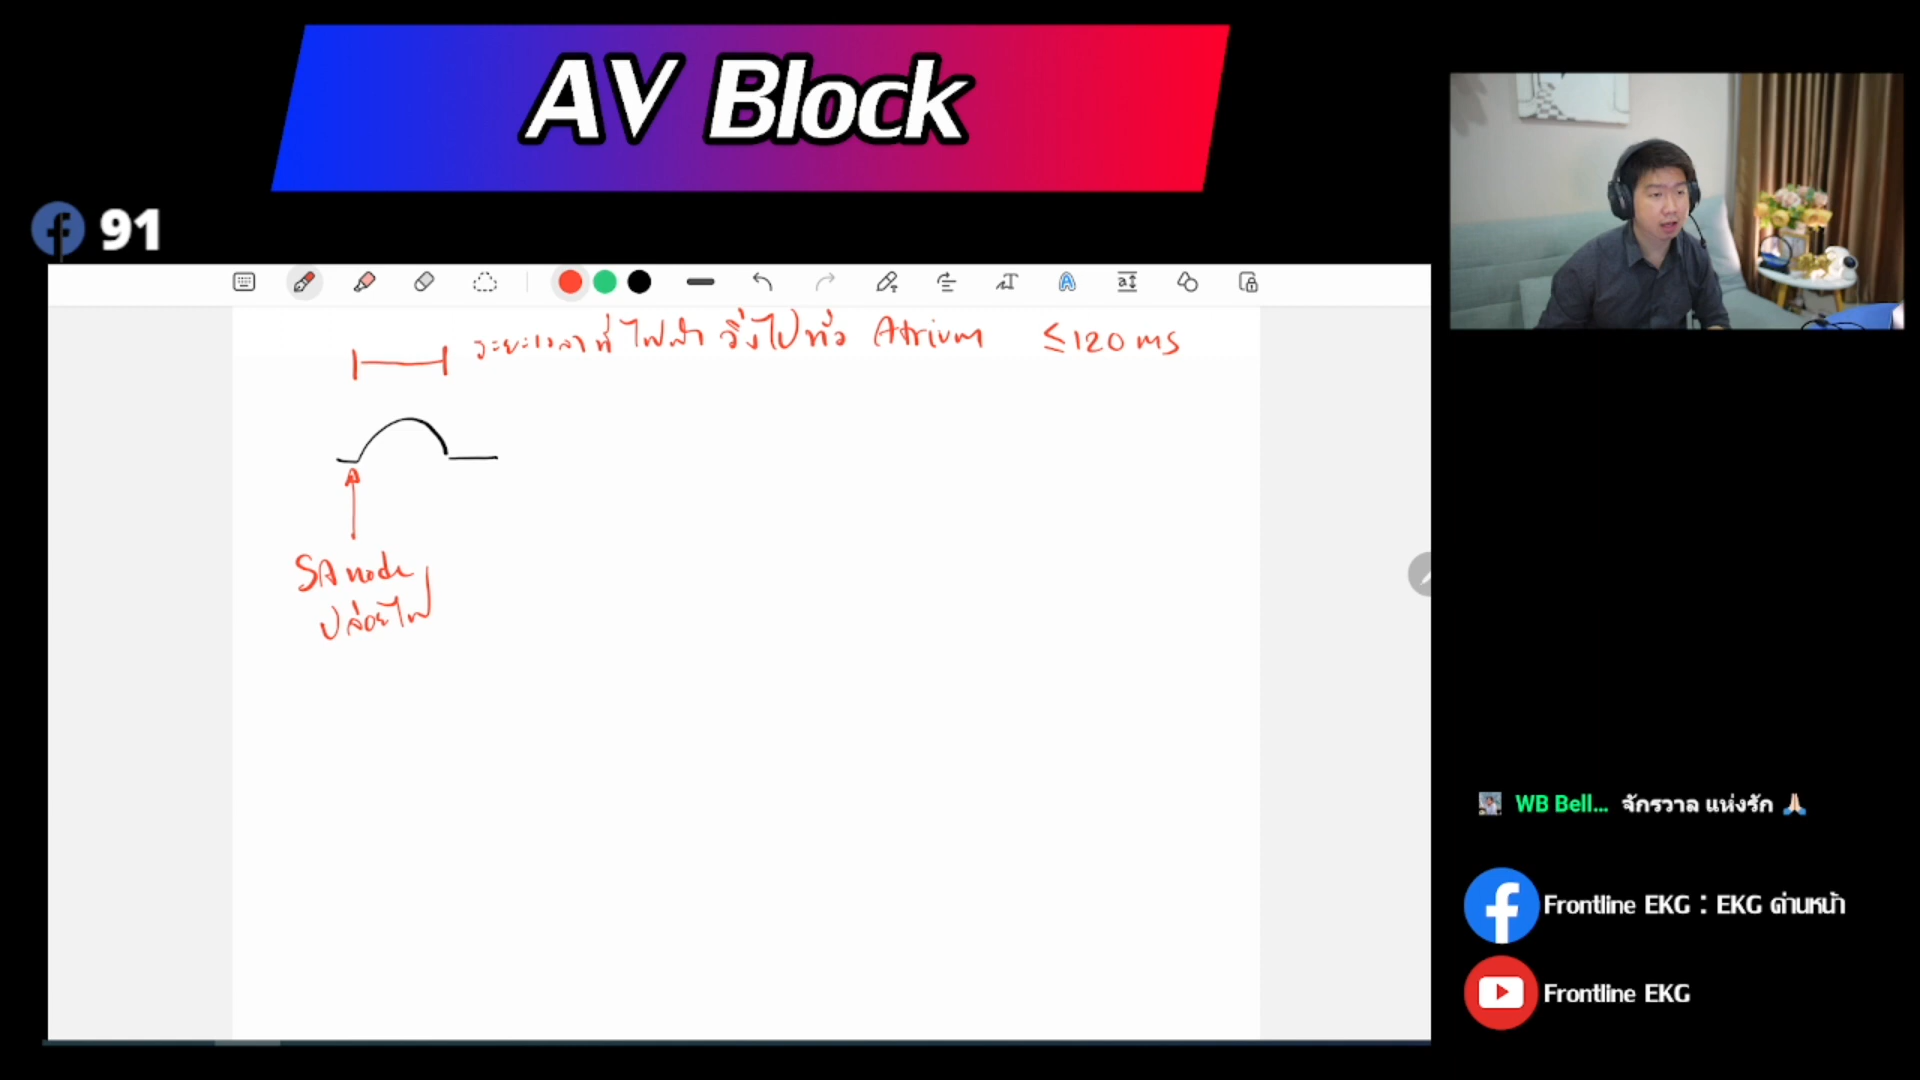 AV Block
91
ระยะเวลาที่ ไฟฟ้า วิ่งไปทั่ว Atrium ≤120 ms
SA node
ปล่อยไฟ
WB Bell... จักรวาล แห่งรัก 🙏🏻
Frontline EKG : EKG ด่านหน้า
Frontline EKG